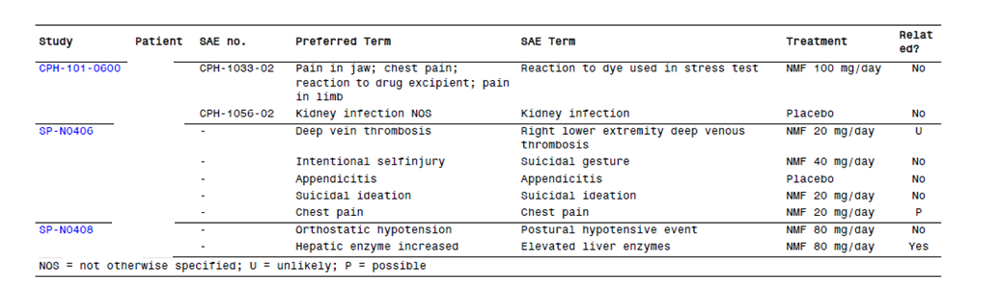 Study Patient SAE no. Preferred Term SAE Term Treatment Relat
ed?
CPH-101-0600 CPH-1033-02 Pain in jaw; chest pain; Reaction to dye used in stress test NMF 100 mg/day No
reaction to drug excipient; pain
in limb
CPH-1056-02 Kidney infection NOS Kidney infection Placebo No
SP-N0406 - Deep vein thrombosis Right lower extremity deep venous NMF 20 mg/day U
thrombosis
- Intentional selfinjury Suicidal gesture NMF 40 mg/day No
- Appendicitis Appendicitis Placebo No
- Suicidal ideation Suicidal ideation NMF 20 mg/day No
- Chest pain Chest pain NMF 20 mg/day P
SP-N0408 - Orthostatic hypotension Postural hypotensive event NMF 80 mg/day No
- Hepatic enzyme increased Elevated liver enzymes NMF 80 mg/day Yes
NOS = not otherwise specified; U = unlikely; P = possible